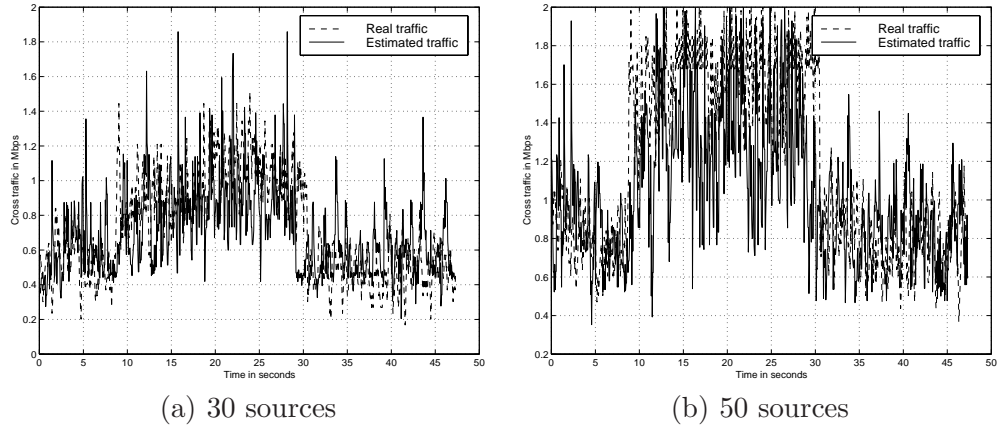 2
1.8
1.6
1.4
1.2
1
0.8
0.6
0.4
0.2
0
Cross traffic in Mbps
0 5 10 15 20 25 30 35 40 45 50
Time in seconds
Real traffic
Estimated traffic
(a) 30 sources
2
1.8
1.6
1.4
1.2
1
0.8
0.6
0.4
0.2
Cross traffic in Mbps
0 5 10 15 20 25 30 35 40 45 50
Time in seconds
Real traffic
Estimated traffic
(b) 50 sources